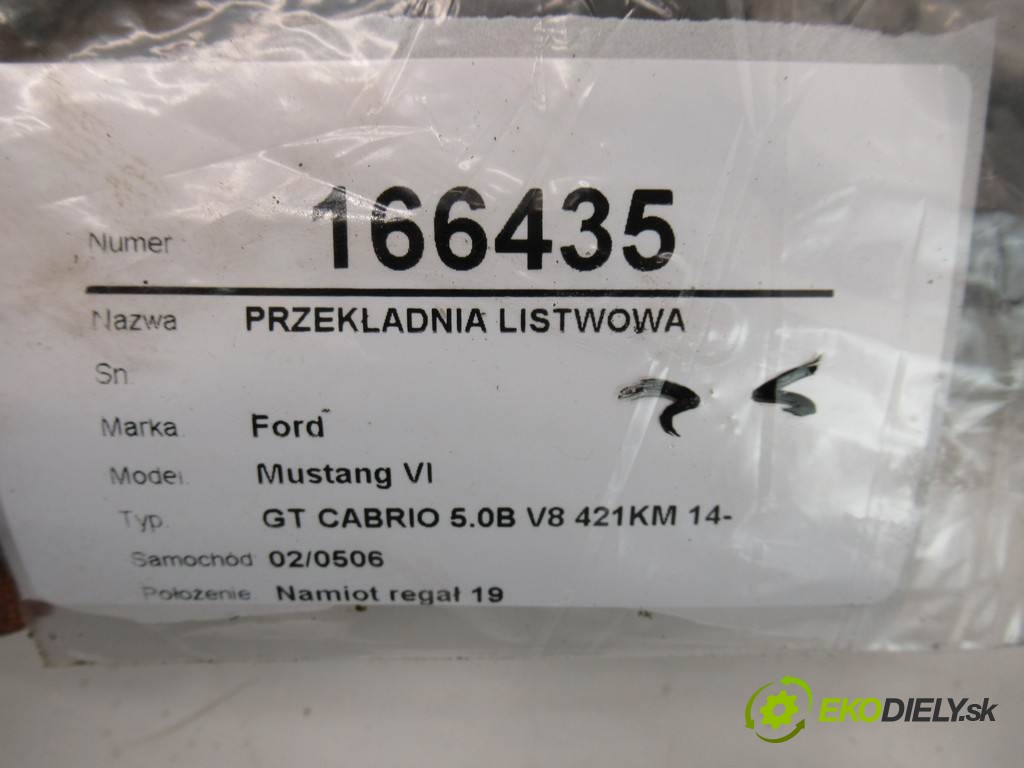 Numer 166435
Nazwa PRZEKŁADNIA LISTWOWA
Sn.
Marka. Ford
Model. Mustang VI
Typ. GT CABRIO 5.0B V8 421KM 14-
Samochód 02/0506
Położenie. Namiot regał 19
EKODIELY.sk